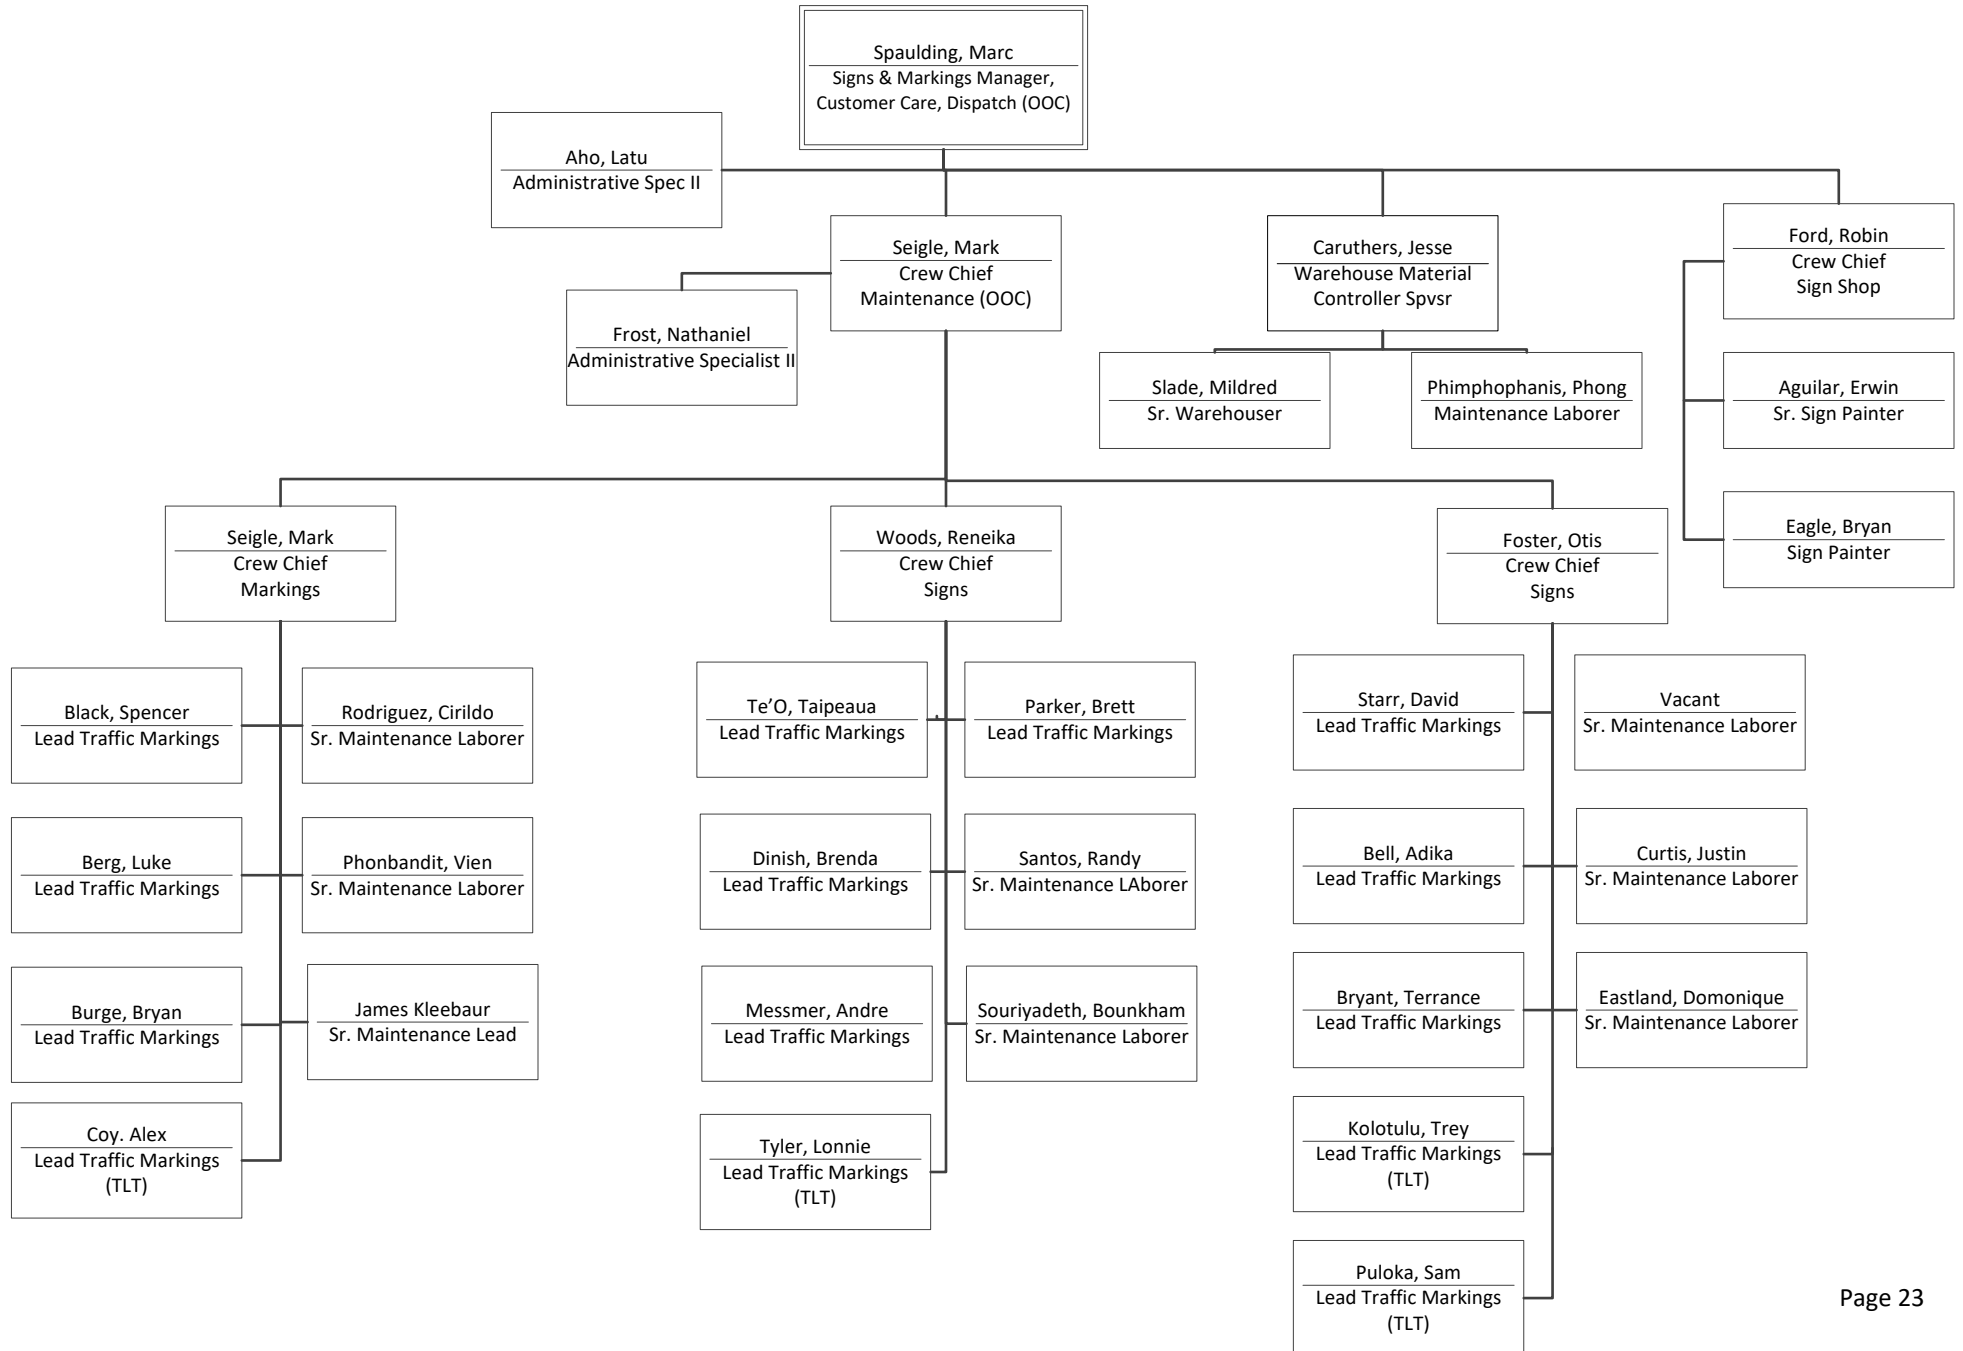 Spaulding, Marc
Signs & Markings Manager,
Customer Care, Dispatch (OOC)
Aho, Latu
Administrative Spec II
Seigle, Mark
Crew Chief
Maintenance (OOC)
Caruthers, Jesse
Warehouse Material
Controller Spvsr
Ford, Robin
Crew Chief
Sign Shop
Frost, Nathaniel
Administrative Specialist II
Slade, Mildred
Sr. Warehouser
Phimphophanis, Phong
Maintenance Laborer
Aguilar, Erwin
Sr. Sign Painter
Eagle, Bryan
Sign Painter
Seigle, Mark
Crew Chief
Markings
Woods, Reneika
Crew Chief
Signs
Foster, Otis
Crew Chief
Signs
Black, Spencer
Lead Traffic Markings
Rodriguez, Cirildo
Sr. Maintenance Laborer
Berg, Luke
Lead Traffic Markings
Phonbandit, Vien
Sr. Maintenance Laborer
Burge, Bryan
Lead Traffic Markings
James Kleebaur
Sr. Maintenance Lead
Coy. Alex
Lead Traffic Markings
(TLT)
Te’O, Taipeaua
Lead Traffic Markings
Parker, Brett
Lead Traffic Markings
Dinish, Brenda
Lead Traffic Markings
Santos, Randy
Sr. Maintenance LAborer
Messmer, Andre
Lead Traffic Markings
Souriyadeth, Bounkham
Sr. Maintenance Laborer
Tyler, Lonnie
Lead Traffic Markings
(TLT)
Starr, David
Lead Traffic Markings
Vacant
Sr. Maintenance Laborer
Bell, Adika
Lead Traffic Markings
Curtis, Justin
Sr. Maintenance Laborer
Bryant, Terrance
Lead Traffic Markings
Eastland, Domonique
Sr. Maintenance Laborer
Kolotulu, Trey
Lead Traffic Markings
(TLT)
Puloka, Sam
Lead Traffic Markings
(TLT)
Page 23